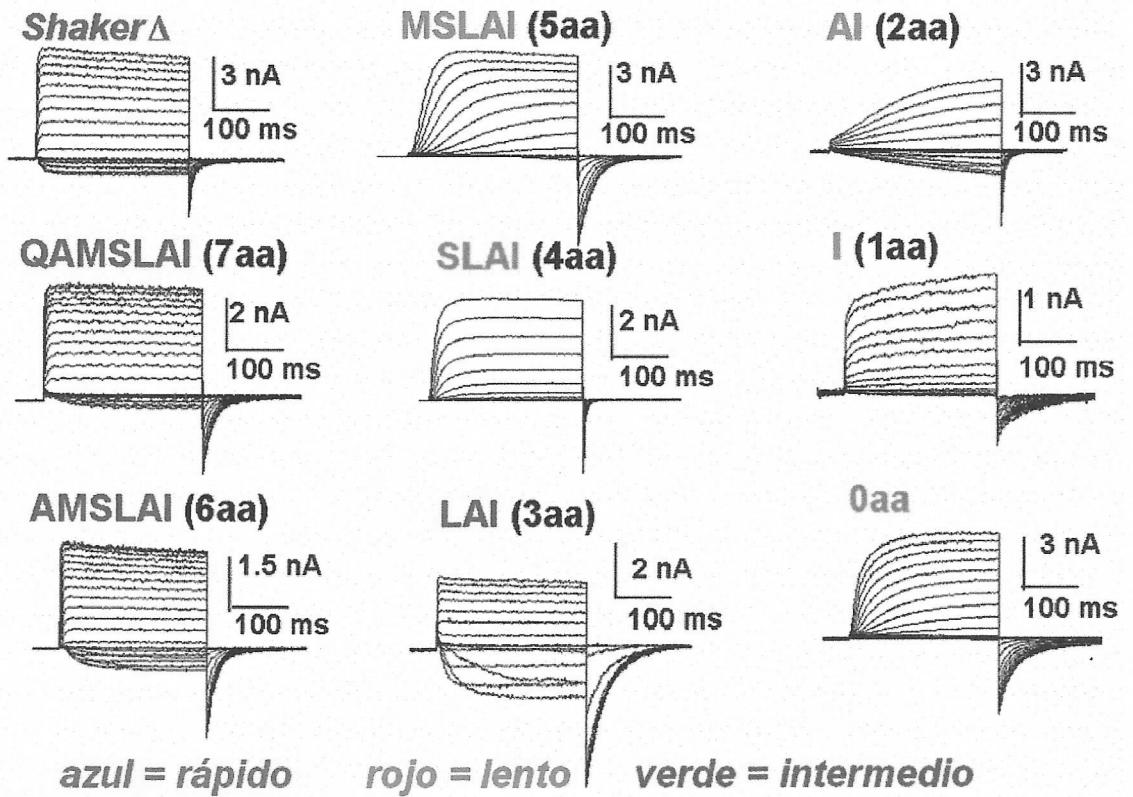 Shaker Δ
3 nA
100 ms
MSLAI (5aa)
3 nA
100 ms
AI (2aa)
3 nA
100 ms
QAMSLAI (7aa)
2 nA
100 ms
SLAI (4aa)
2 nA
100 ms
I (1aa)
1 nA
100 ms
AMSLAI (6aa)
1.5 nA
100 ms
LAI (3aa)
2 nA
100 ms
0aa
3 nA
100 ms
azul = rápido
rojo = lento
verde = intermedio